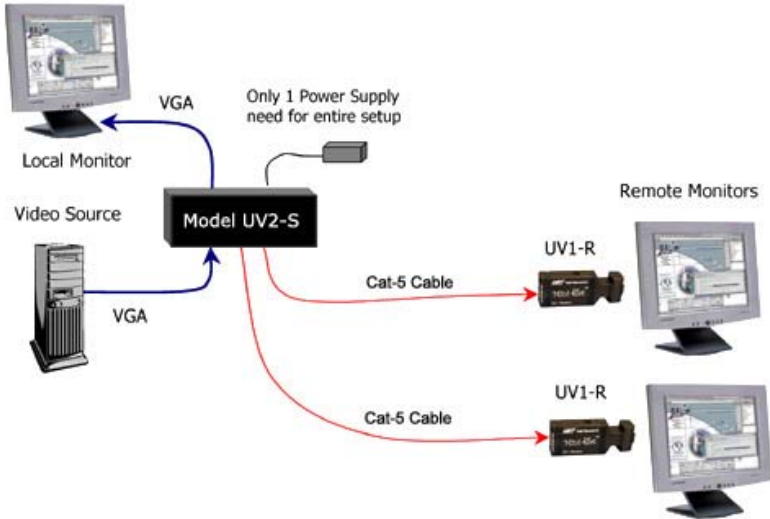 VGA
Only 1 Power Supply
need for entire setup
Local Monitor
Video Source
Model UV2-S
Remote Monitors
UV1-R
Cat-5 Cable
VGA
UV1-R
Cat-5 Cable